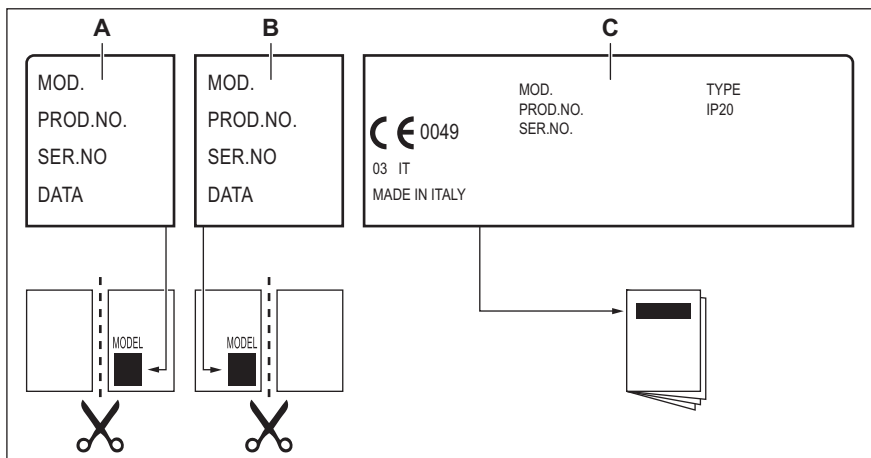 A
B
C
MOD.
PROD.NO.
SER.NO
DATA
MOD.
PROD.NO.
SER.NO
DATA
MOD.
PROD.NO.
SER.NO.
TYPE
IP20
CE 0049
03 IT
MADE IN ITALY
MODEL
MODEL